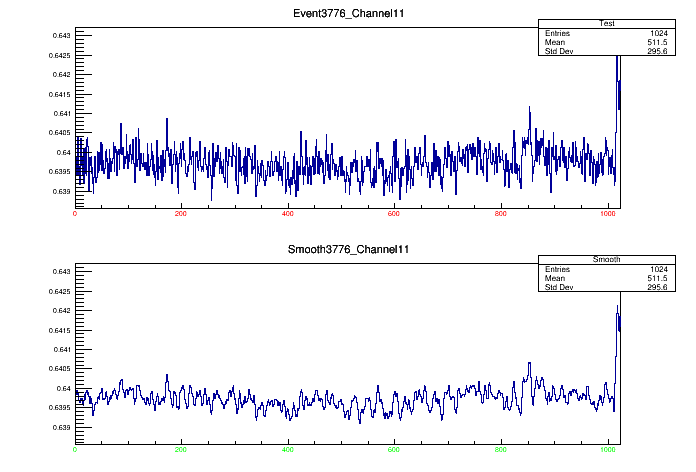 Event3776_Channel11
Test
Entries 1024
Mean 511.5
Std Dev 295.6
0.643
0.6425
0.642
0.6415
0.641
0.6405
0.64
0.6395
0.639
0 200 400 600 800 1000
Smooth3776_Channel11
Smooth
Entries 1024
Mean 511.5
Std Dev 295.6
0.643
0.6425
0.642
0.6415
0.641
0.6405
0.64
0.6395
0.639
0 200 400 600 800 1000